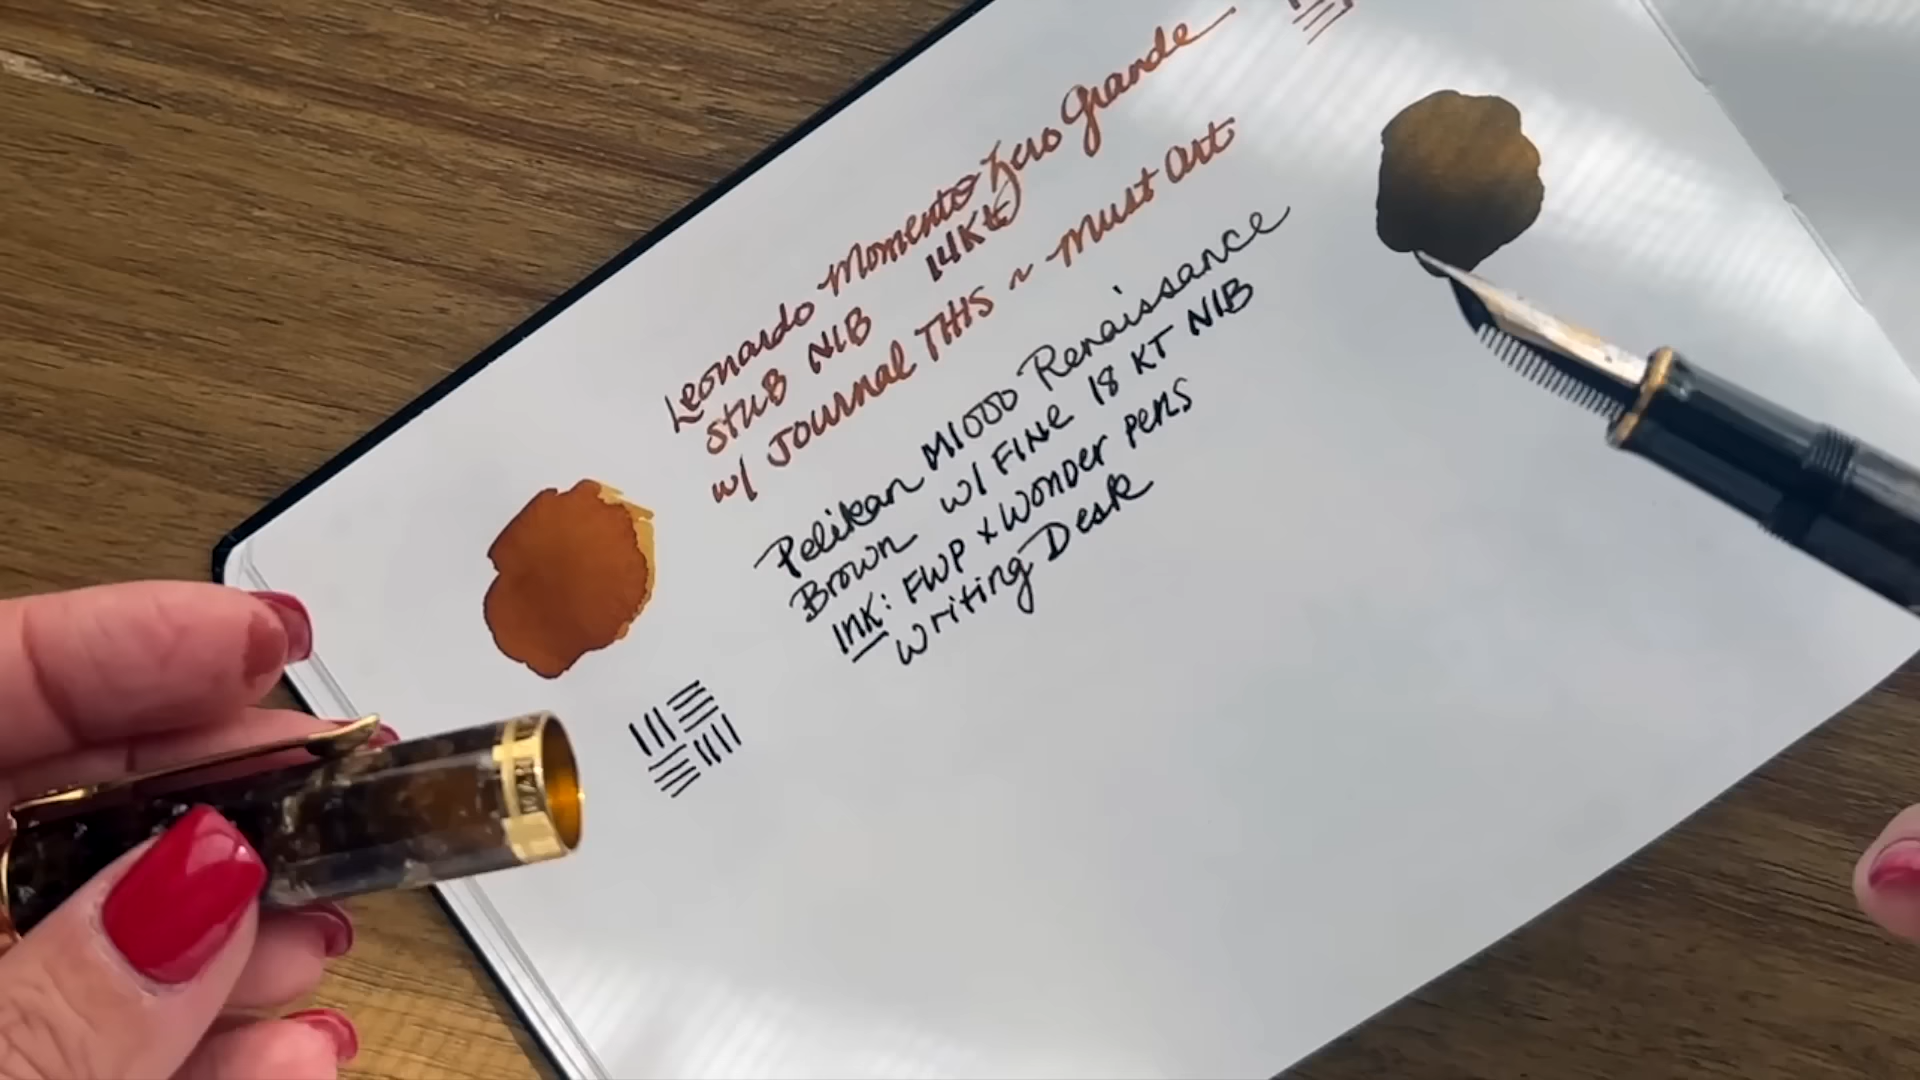 Leonardo Momento Zero Grande
STUB NIB 14Kt
w/ JOURNAL THIS ~ Must Art
Pelikan M1000 Renaissance
Brown w/ FINE 18 KT NIB
INK: FWP x WONDER PENS
Writing Desk